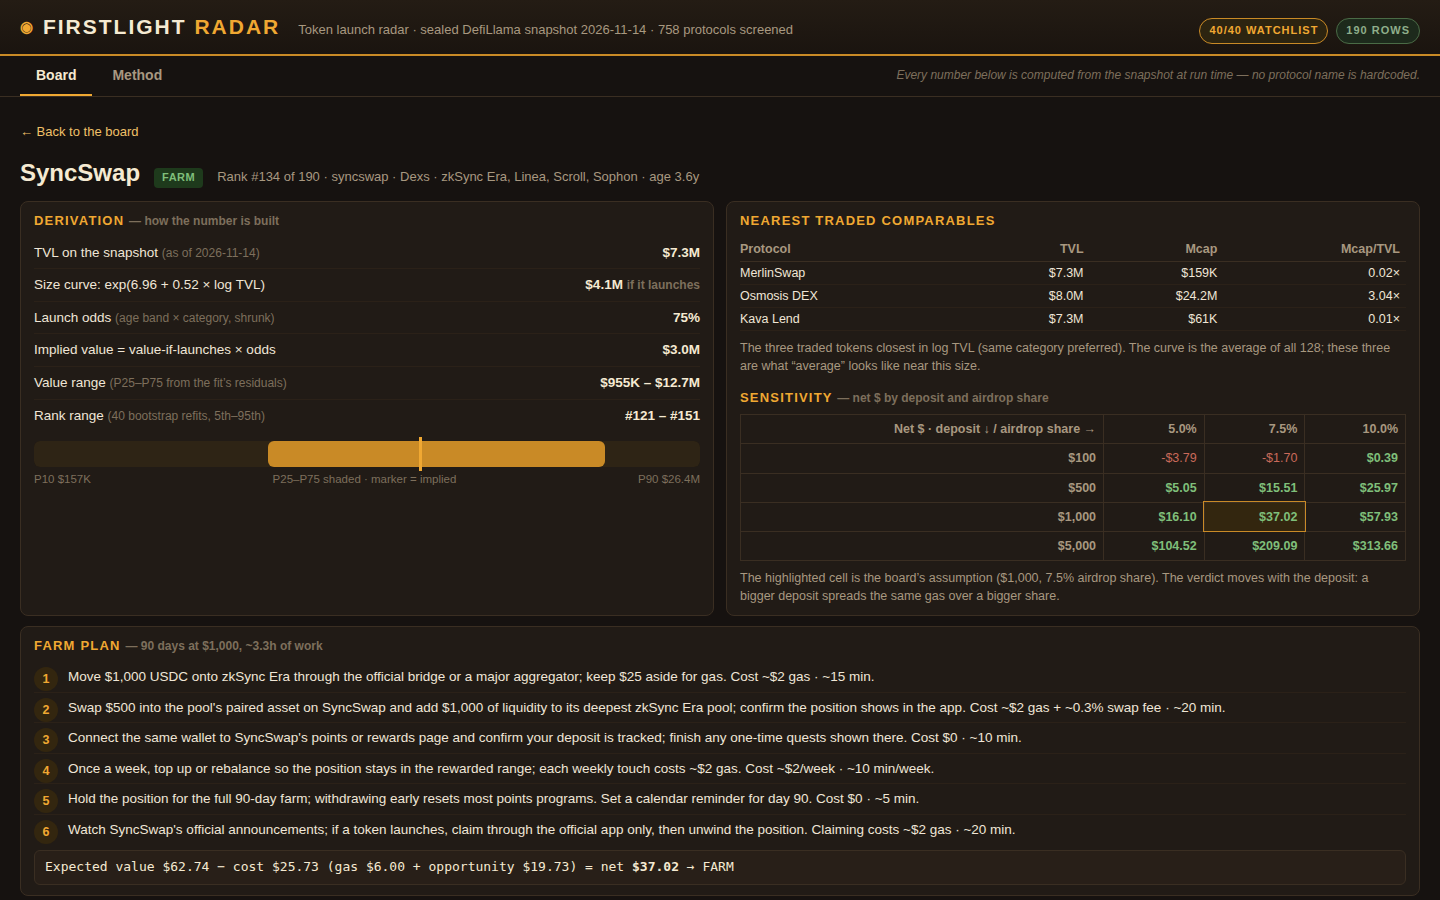 ◉ FIRSTLIGHT RADAR Token launch radar · sealed DefiLlama snapshot 2026-11-14 · 758 protocols screened 40/40 WATCHLIST 190 ROWS
Board Method Every number below is computed from the snapshot at run time — no protocol name is hardcoded.
← Back to the board
SyncSwap FARM Rank #134 of 190 · syncswap · Dexs · zkSync Era, Linea, Scroll, Sophon · age 3.6y
DERIVATION — how the number is built
TVL on the snapshot (as of 2026-11-14) $7.3M
Size curve: exp(6.96 + 0.52 × log TVL) $4.1M if it launches
Launch odds (age band × category, shrunk) 75%
Implied value = value-if-launches × odds $3.0M
Value range (P25–P75 from the fit's residuals) $955K – $12.7M
Rank range (40 bootstrap refits, 5th–95th) #121 – #151
P10 $157K P25–P75 shaded · marker = implied P90 $26.4M
NEAREST TRADED COMPARABLES
Protocol TVL Mcap Mcap/TVL
MerlinSwap $7.3M $159K 0.02×
Osmosis DEX $8.0M $24.2M 3.04×
Kava Lend $7.3M $61K 0.01×
The three traded tokens closest in log TVL (same category preferred). The curve is the average of all 128; these three
are what “average” looks like near this size.
SENSITIVITY — net $ by deposit and airdrop share
Net $ · deposit ↓ / airdrop share → 5.0% 7.5% 10.0%
$100 -$3.79 -$1.70 $0.39
$500 $5.05 $15.51 $25.97
$1,000 $16.10 $37.02 $57.93
$5,000 $104.52 $209.09 $313.66
The highlighted cell is the board’s assumption ($1,000, 7.5% airdrop share). The verdict moves with the deposit: a
bigger deposit spreads the same gas over a bigger share.
FARM PLAN — 90 days at $1,000, ~3.3h of work
1 Move $1,000 USDC onto zkSync Era through the official bridge or a major aggregator; keep $25 aside for gas. Cost ~$2 gas · ~15 min.
2 Swap $500 into the pool's paired asset on SyncSwap and add $1,000 of liquidity to its deepest zkSync Era pool; confirm the position shows in the app. Cost ~$2 gas + ~0.3% swap fee · ~20 min.
3 Connect the same wallet to SyncSwap's points or rewards page and confirm your deposit is tracked; finish any one-time quests shown there. Cost $0 · ~10 min.
4 Once a week, top up or rebalance so the position stays in the rewarded range; each weekly touch costs ~$2 gas. Cost ~$2/week · ~10 min/week.
5 Hold the position for the full 90-day farm; withdrawing early resets most points programs. Set a calendar reminder for day 90. Cost $0 · ~5 min.
6 Watch SyncSwap's official announcements; if a token launches, claim through the official app only, then unwind the position. Claiming costs ~$2 gas · ~20 min.
Expected value $62.74 − cost $25.73 (gas $6.00 + opportunity $19.73) = net $37.02 → FARM